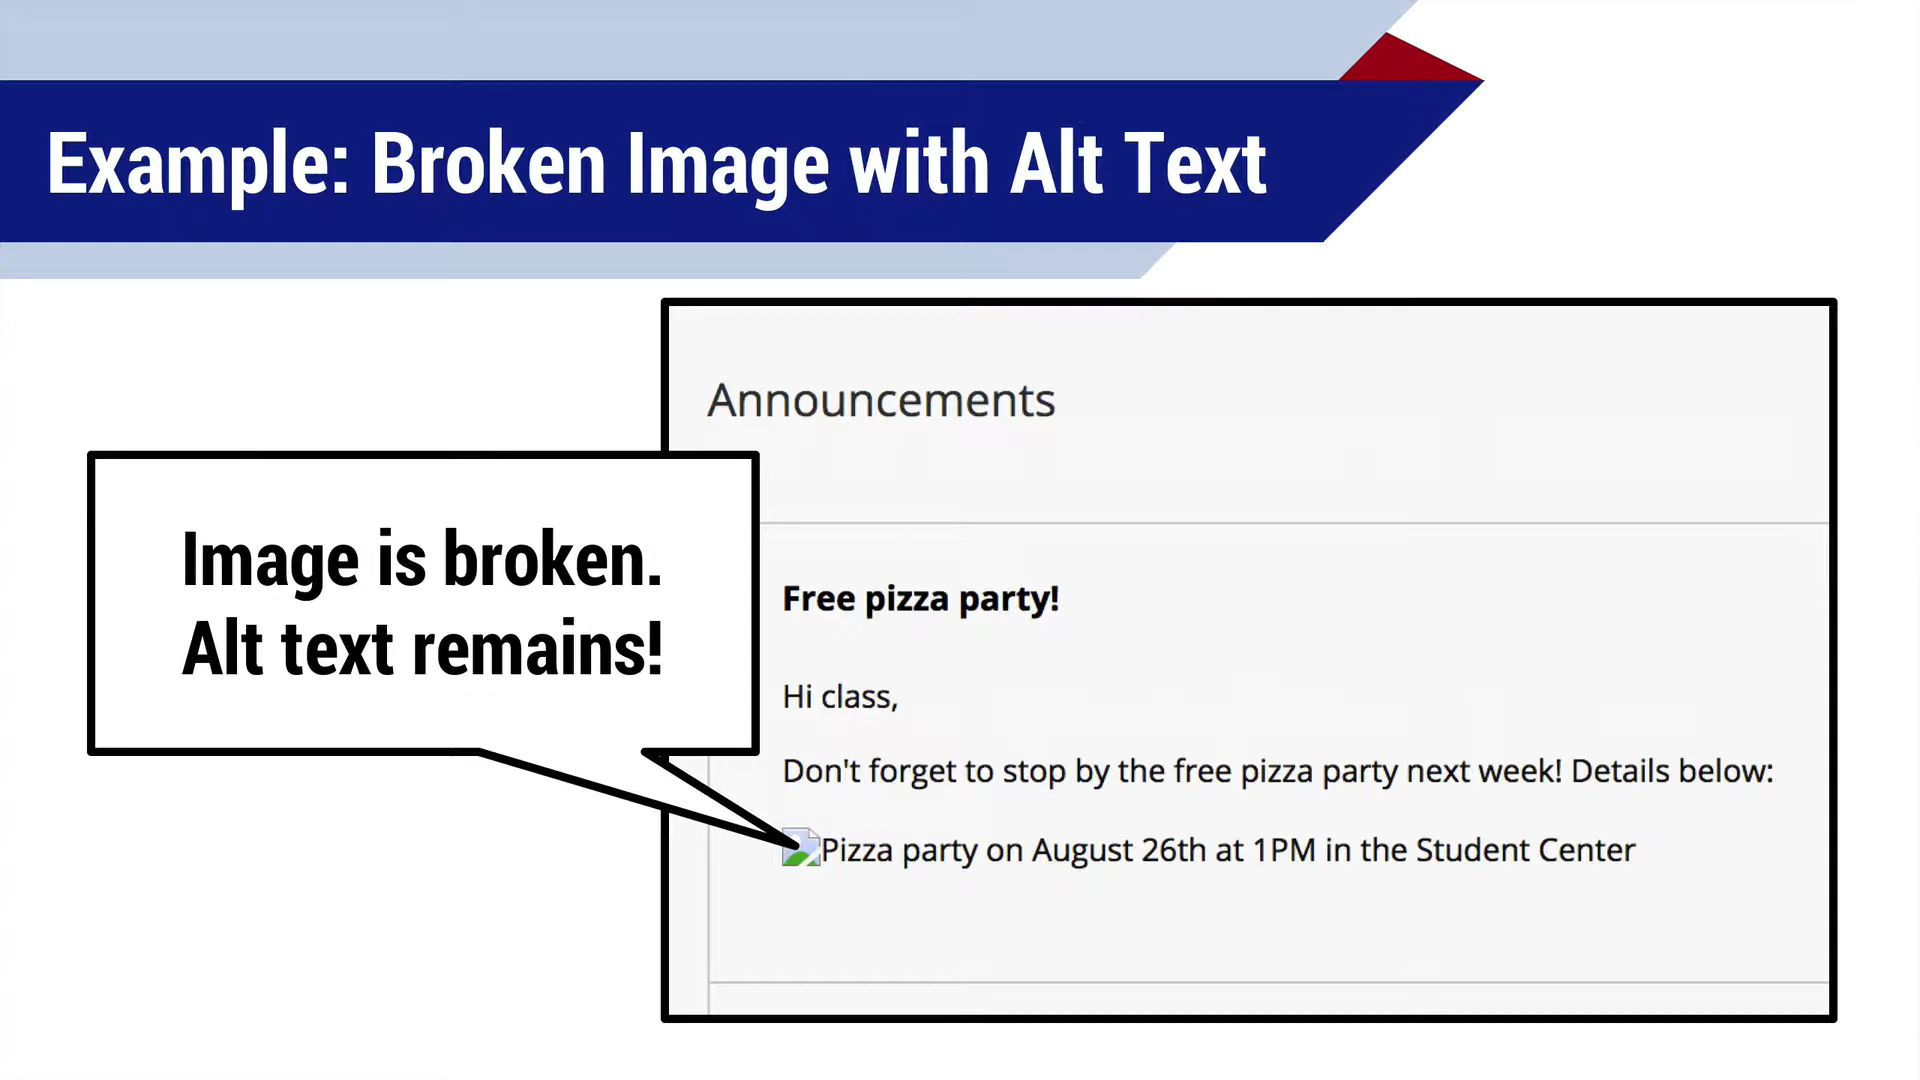 Example: Broken Image with Alt Text
Announcements
Image is broken.
Alt text remains!
Free pizza party!
Hi class,
Don't forget to stop by the free pizza party next week! Details below:
Pizza party on August 26th at 1PM in the Student Center